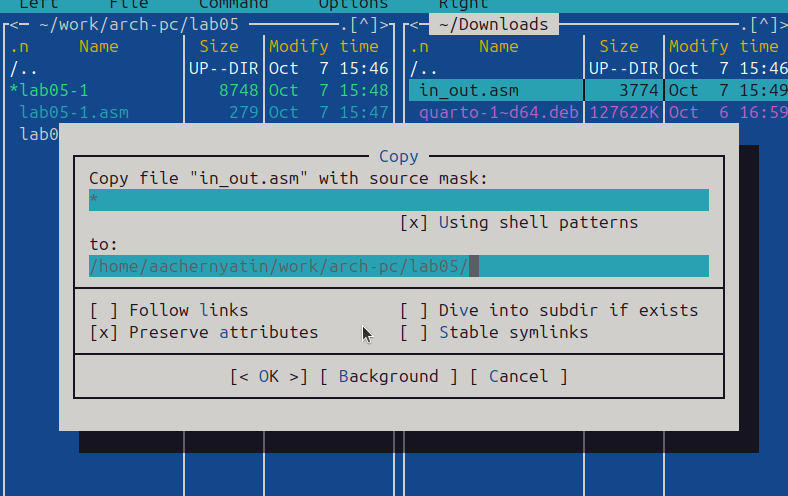 Left File Command Options Right
<─ ~/work/arch-pc/lab05 ─.[^]> <─ ~/Downloads ─.[^]>
.n Name Size Modify time .n Name Size Modify time
/.. UP--DIR Oct 7 15:46 /.. UP--DIR Oct 7 15:46
*lab05-1 8748 Oct 7 15:48 in_out.asm 3774 Oct 7 15:49
lab05-1.asm 279 Oct 7 15:47 quarto-1~d64.deb 127622K Oct 6 16:59
lab0
Copy
Copy file "in_out.asm" with source mask:
*
[x] Using shell patterns
to:
/home/aachernyatin/work/arch-pc/lab05/
[ ] Follow links [ ] Dive into subdir if exists
[x] Preserve attributes [ ] Stable symlinks
[< OK >] [ Background ] [ Cancel ]